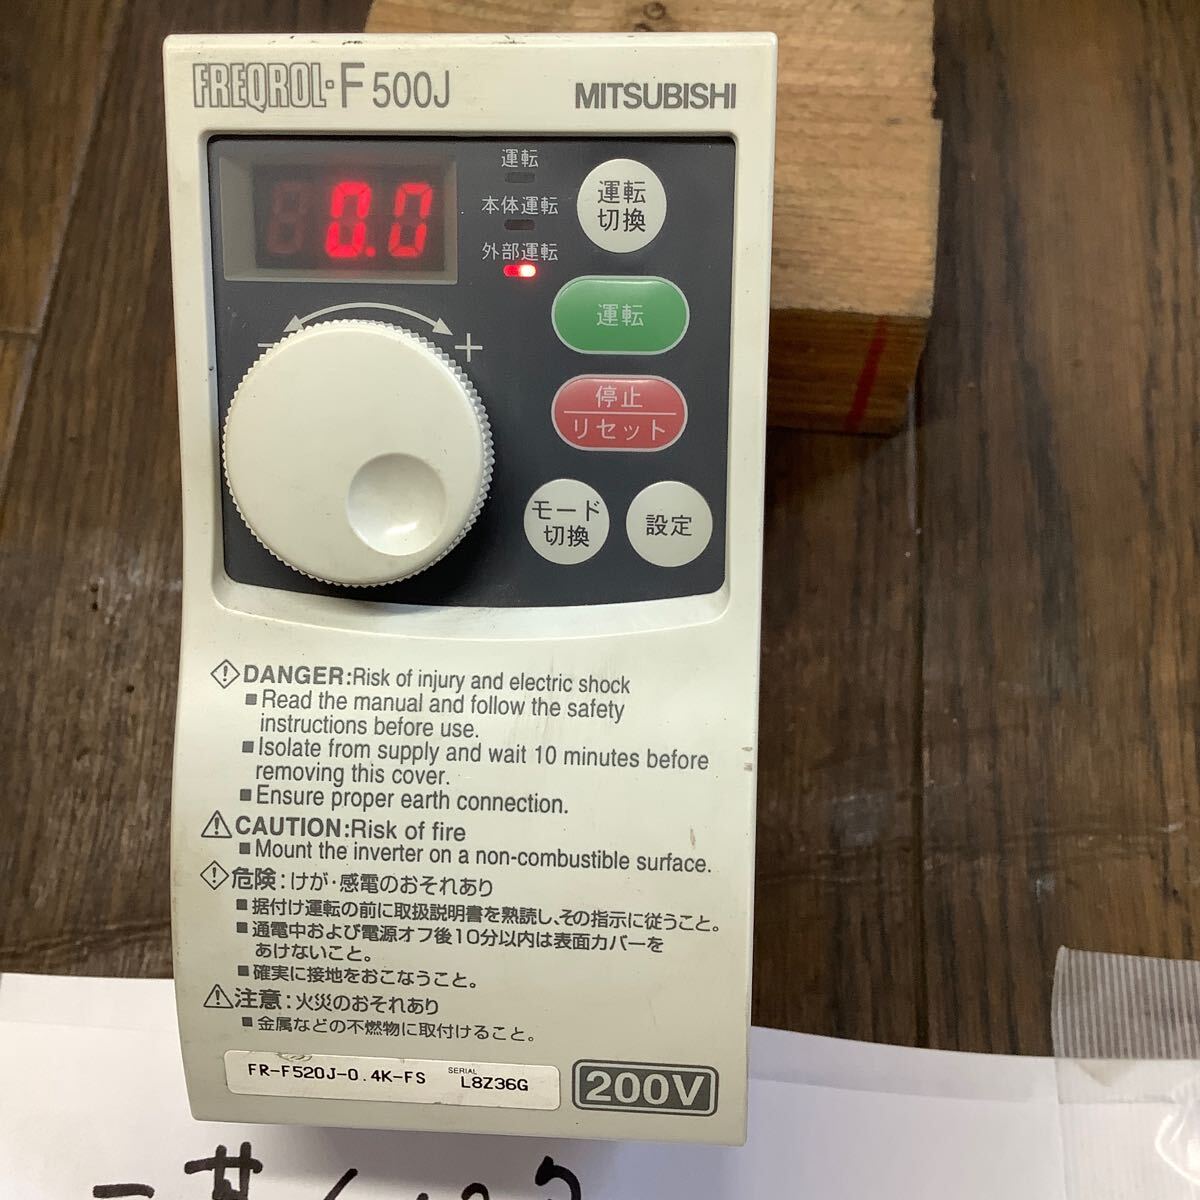 FREQROL-F500J
MITSUBISHI
0.0
運転
本体運転
外部運転
運転
切換
運転
停止
リセット
モード
切換
設定
- +
DANGER:Risk of injury and electric shock
■Read the manual and follow the safety
instructions before use.
■Isolate from supply and wait 10 minutes before
removing this cover.
■Ensure proper earth connection.
CAUTION:Risk of fire
■Mount the inverter on a non-combustible surface.
危険:けが・感電のおそれあり
■据付け運転の前に取扱説明書を熟読し、その指示に従うこと。
■通電中および電源オフ後10分以内は表面カバーを
あけないこと。
■確実に接地をおこなうこと。
注意:火災のおそれあり
■金属などの不燃物に取付けること。
FR-F520J-0.4K-FS SERIAL L8Z36G
200V